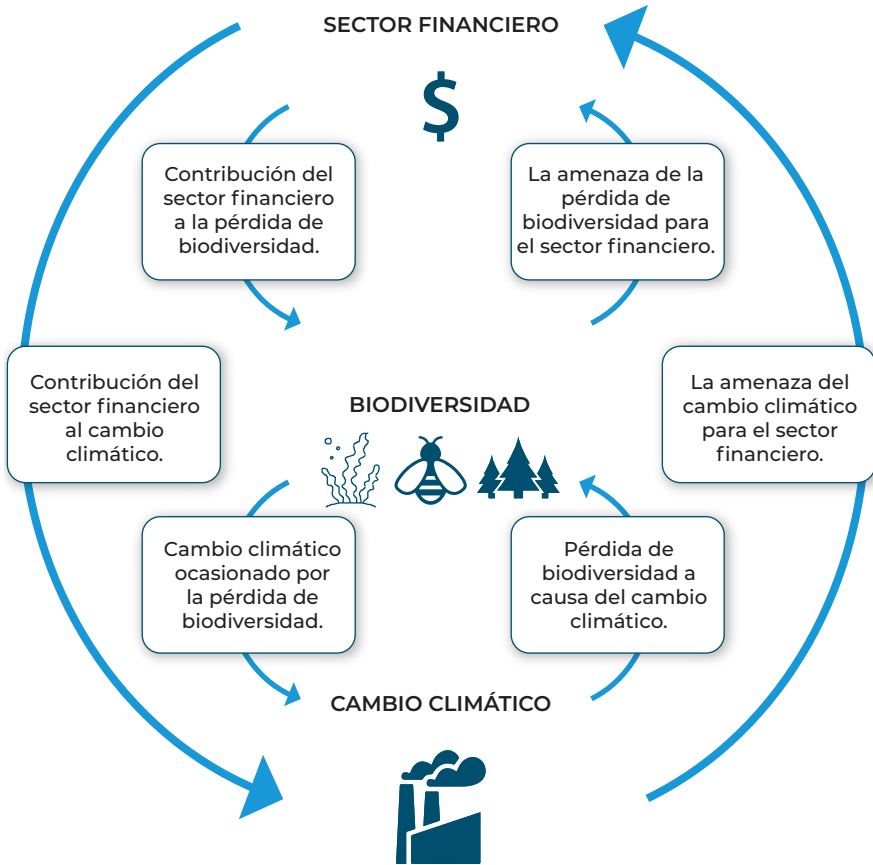 SECTOR FINANCIERO
$
Contribución del
sector financiero
a la pérdida de
biodiversidad.
La amenaza de la
pérdida de
biodiversidad para
el sector financiero.
Contribución del
sector financiero
al cambio
climático.
BIODIVERSIDAD
La amenaza del
cambio climático
para el sector
financiero.
Cambio climático
ocasionado por
la pérdida de
biodiversidad.
Pérdida de
biodiversidad a
causa del cambio
climático.
CAMBIO CLIMÁTICO